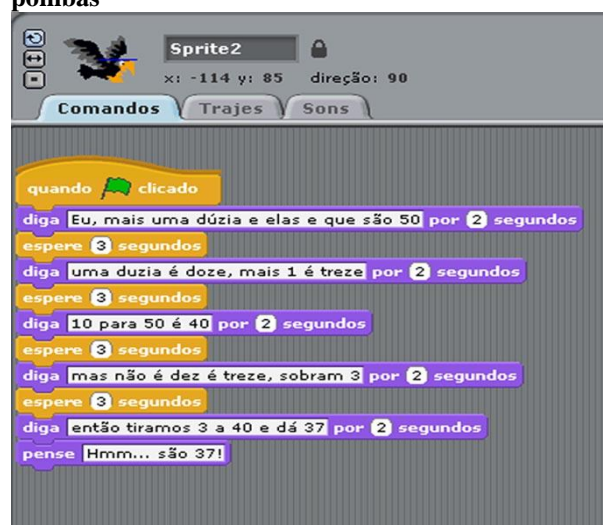 pombas
Sprite2
x: -114 y: 85 direção: 90
Comandos Trajes Sons
quando clicado
diga Eu, mais uma dúzia e elas e que são 50 por 2 segundos
espere 3 segundos
diga uma duzia é doze, mais 1 é treze por 2 segundos
espere 3 segundos
diga 10 para 50 é 40 por 2 segundos
espere 3 segundos
diga mas não é dez é treze, sobram 3 por 2 segundos
espere 3 segundos
diga então tiramos 3 a 40 e dá 37 por 2 segundos
pense Hmm... são 37!